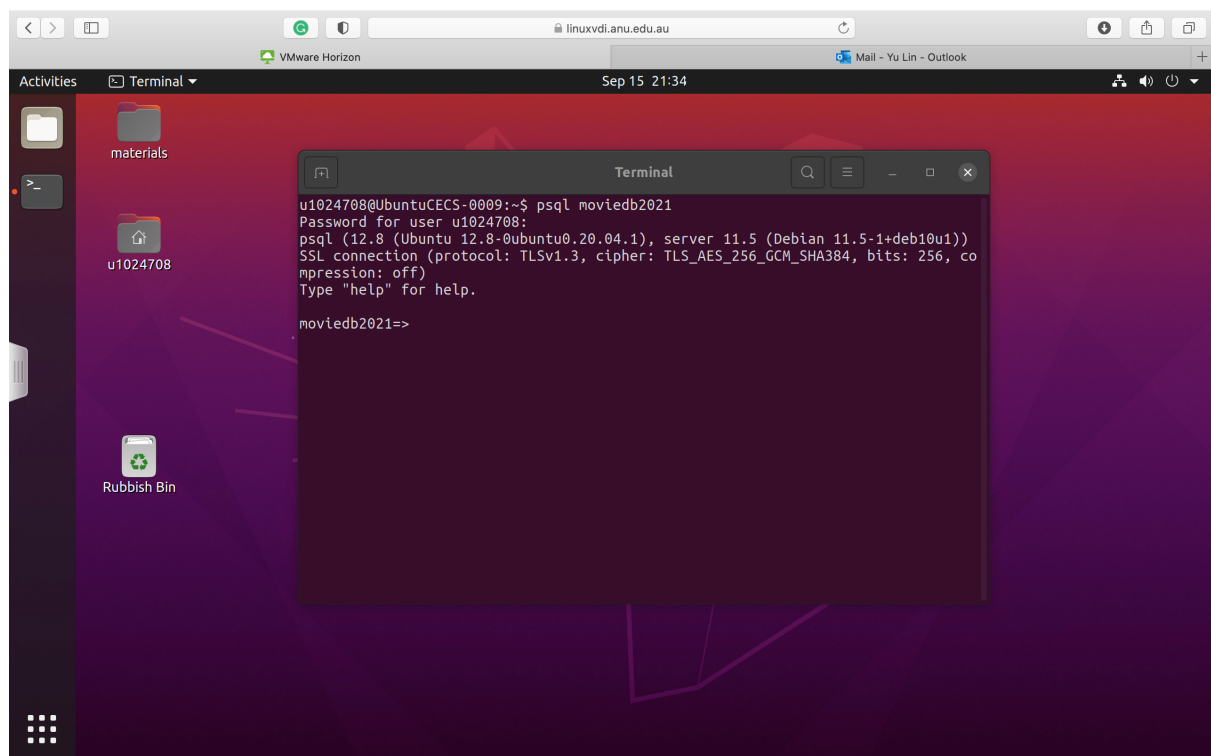 linuxvdi.anu.edu.au
VMware Horizon
Mail - Yu Lin - Outlook
Activities
Terminal
Sep 15 21:34
materials
u1024708
Rubbish Bin
Terminal
u1024708@UbuntuCECS-0009:~$ psql moviedb2021
Password for user u1024708:
psql (12.8 (Ubuntu 12.8-0ubuntu0.20.04.1), server 11.5 (Debian 11.5-1+deb10u1))
SSL connection (protocol: TLSv1.3, cipher: TLS_AES_256_GCM_SHA384, bits: 256, co
mpression: off)
Type "help" for help.
moviedb2021=>